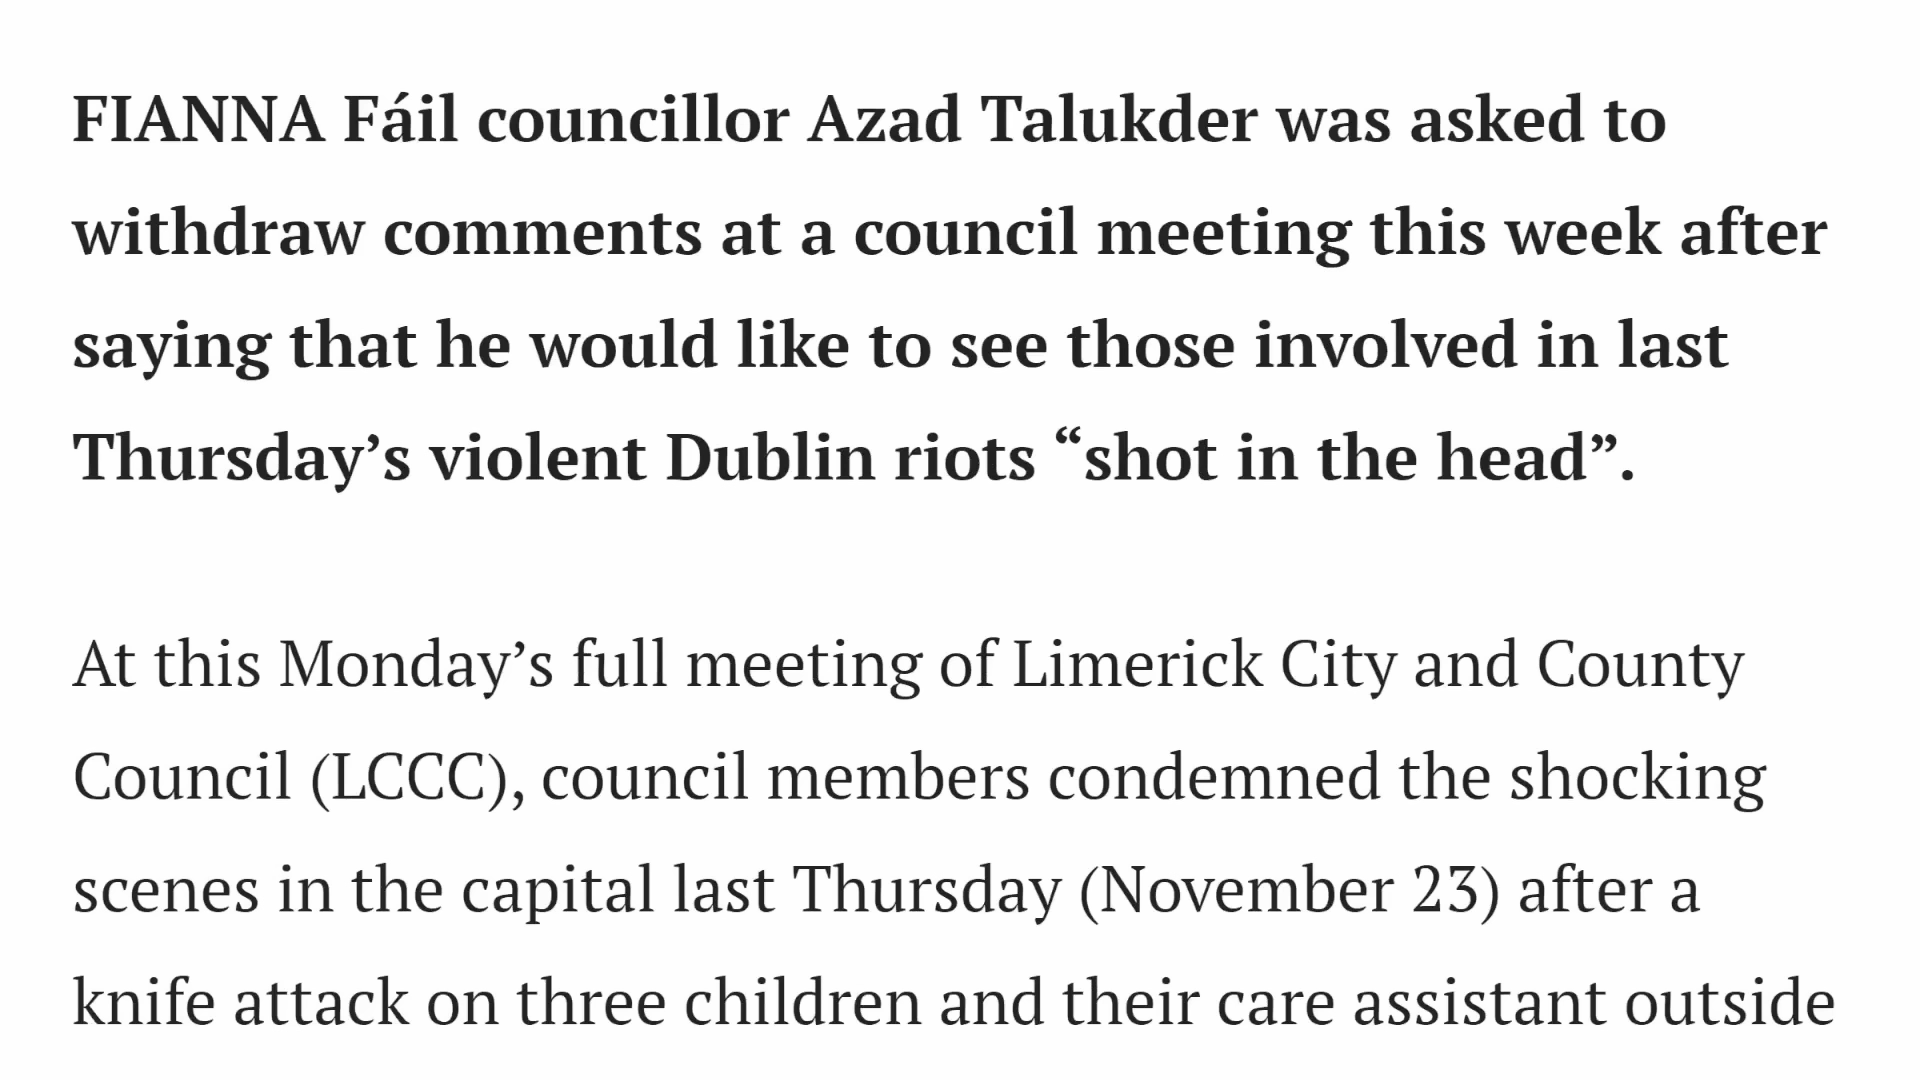 FIANNA Fáil councillor Azad Talukder was asked to
withdraw comments at a council meeting this week after
saying that he would like to see those involved in last
Thursday’s violent Dublin riots “shot in the head”.
At this Monday’s full meeting of Limerick City and County
Council (LCCC), council members condemned the shocking
scenes in the capital last Thursday (November 23) after a
knife attack on three children and their care assistant outside